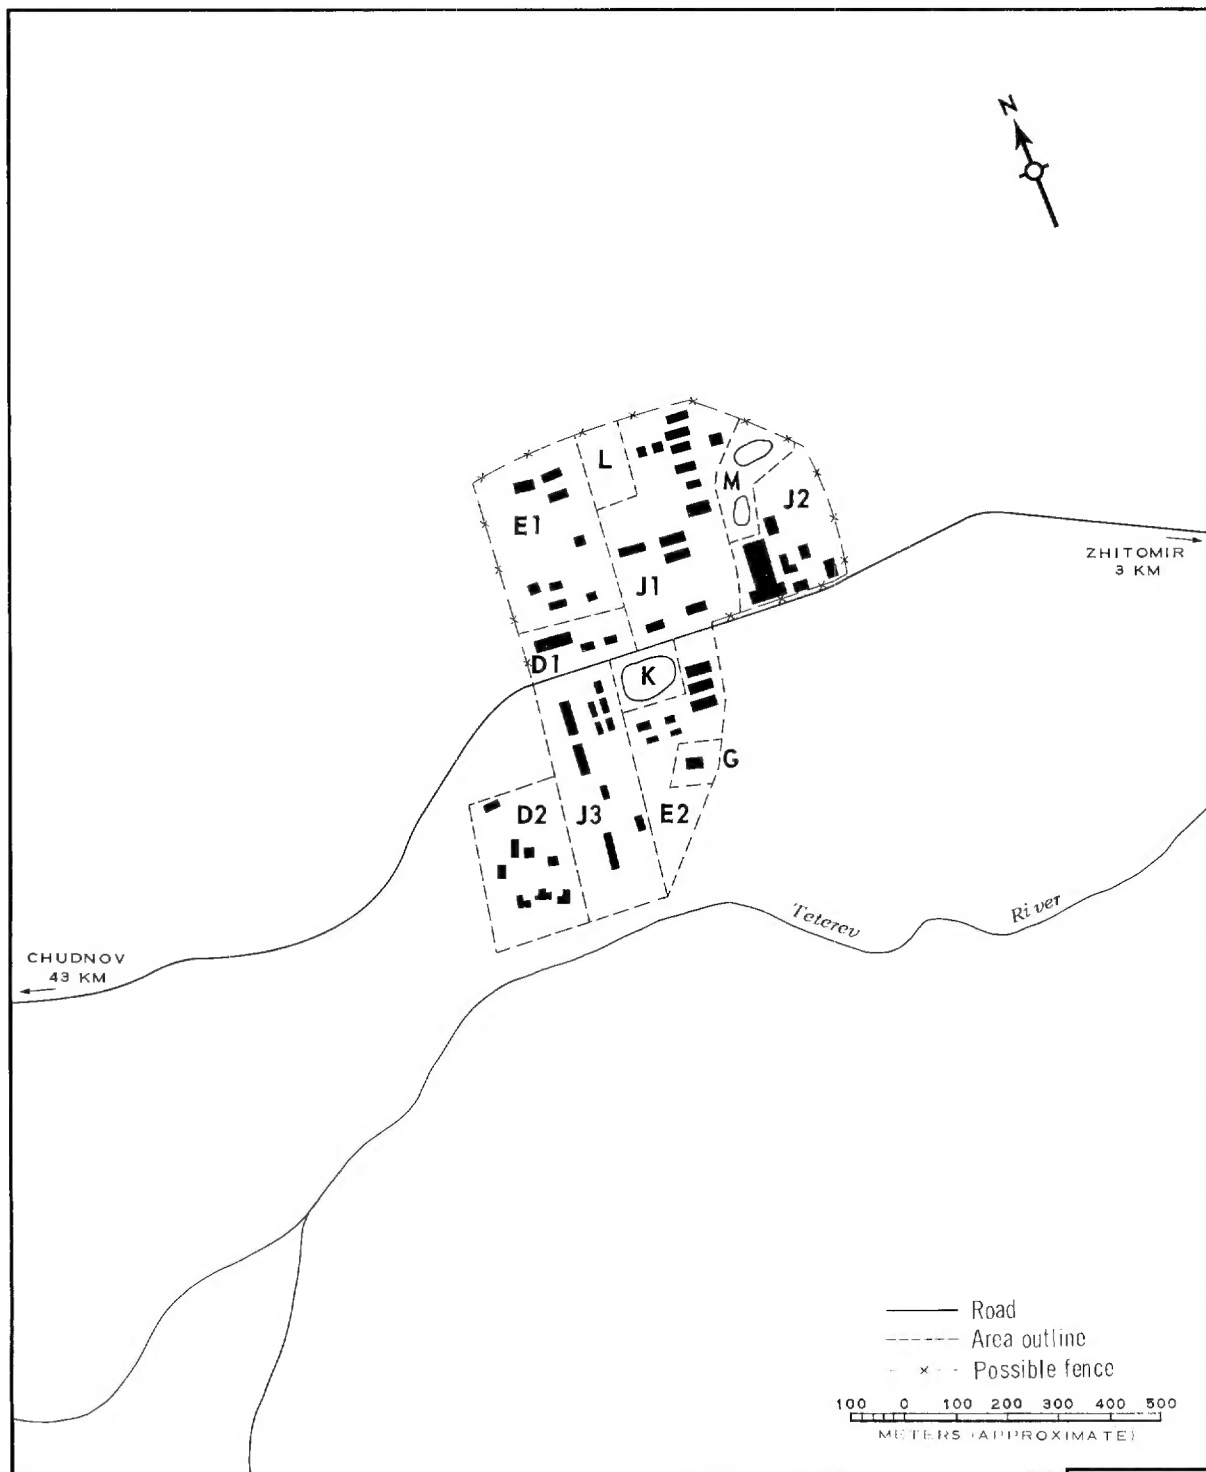 N
L
M
E1
J2
ZHITOMIR
3 KM
J1
D1
K
G
D2
J3
E2
Teterev River
CHUDNOV
43 KM
Road
Area outline
Possible fence
100 0 100 200 300 400 500
METERS (APPROXIMATE)